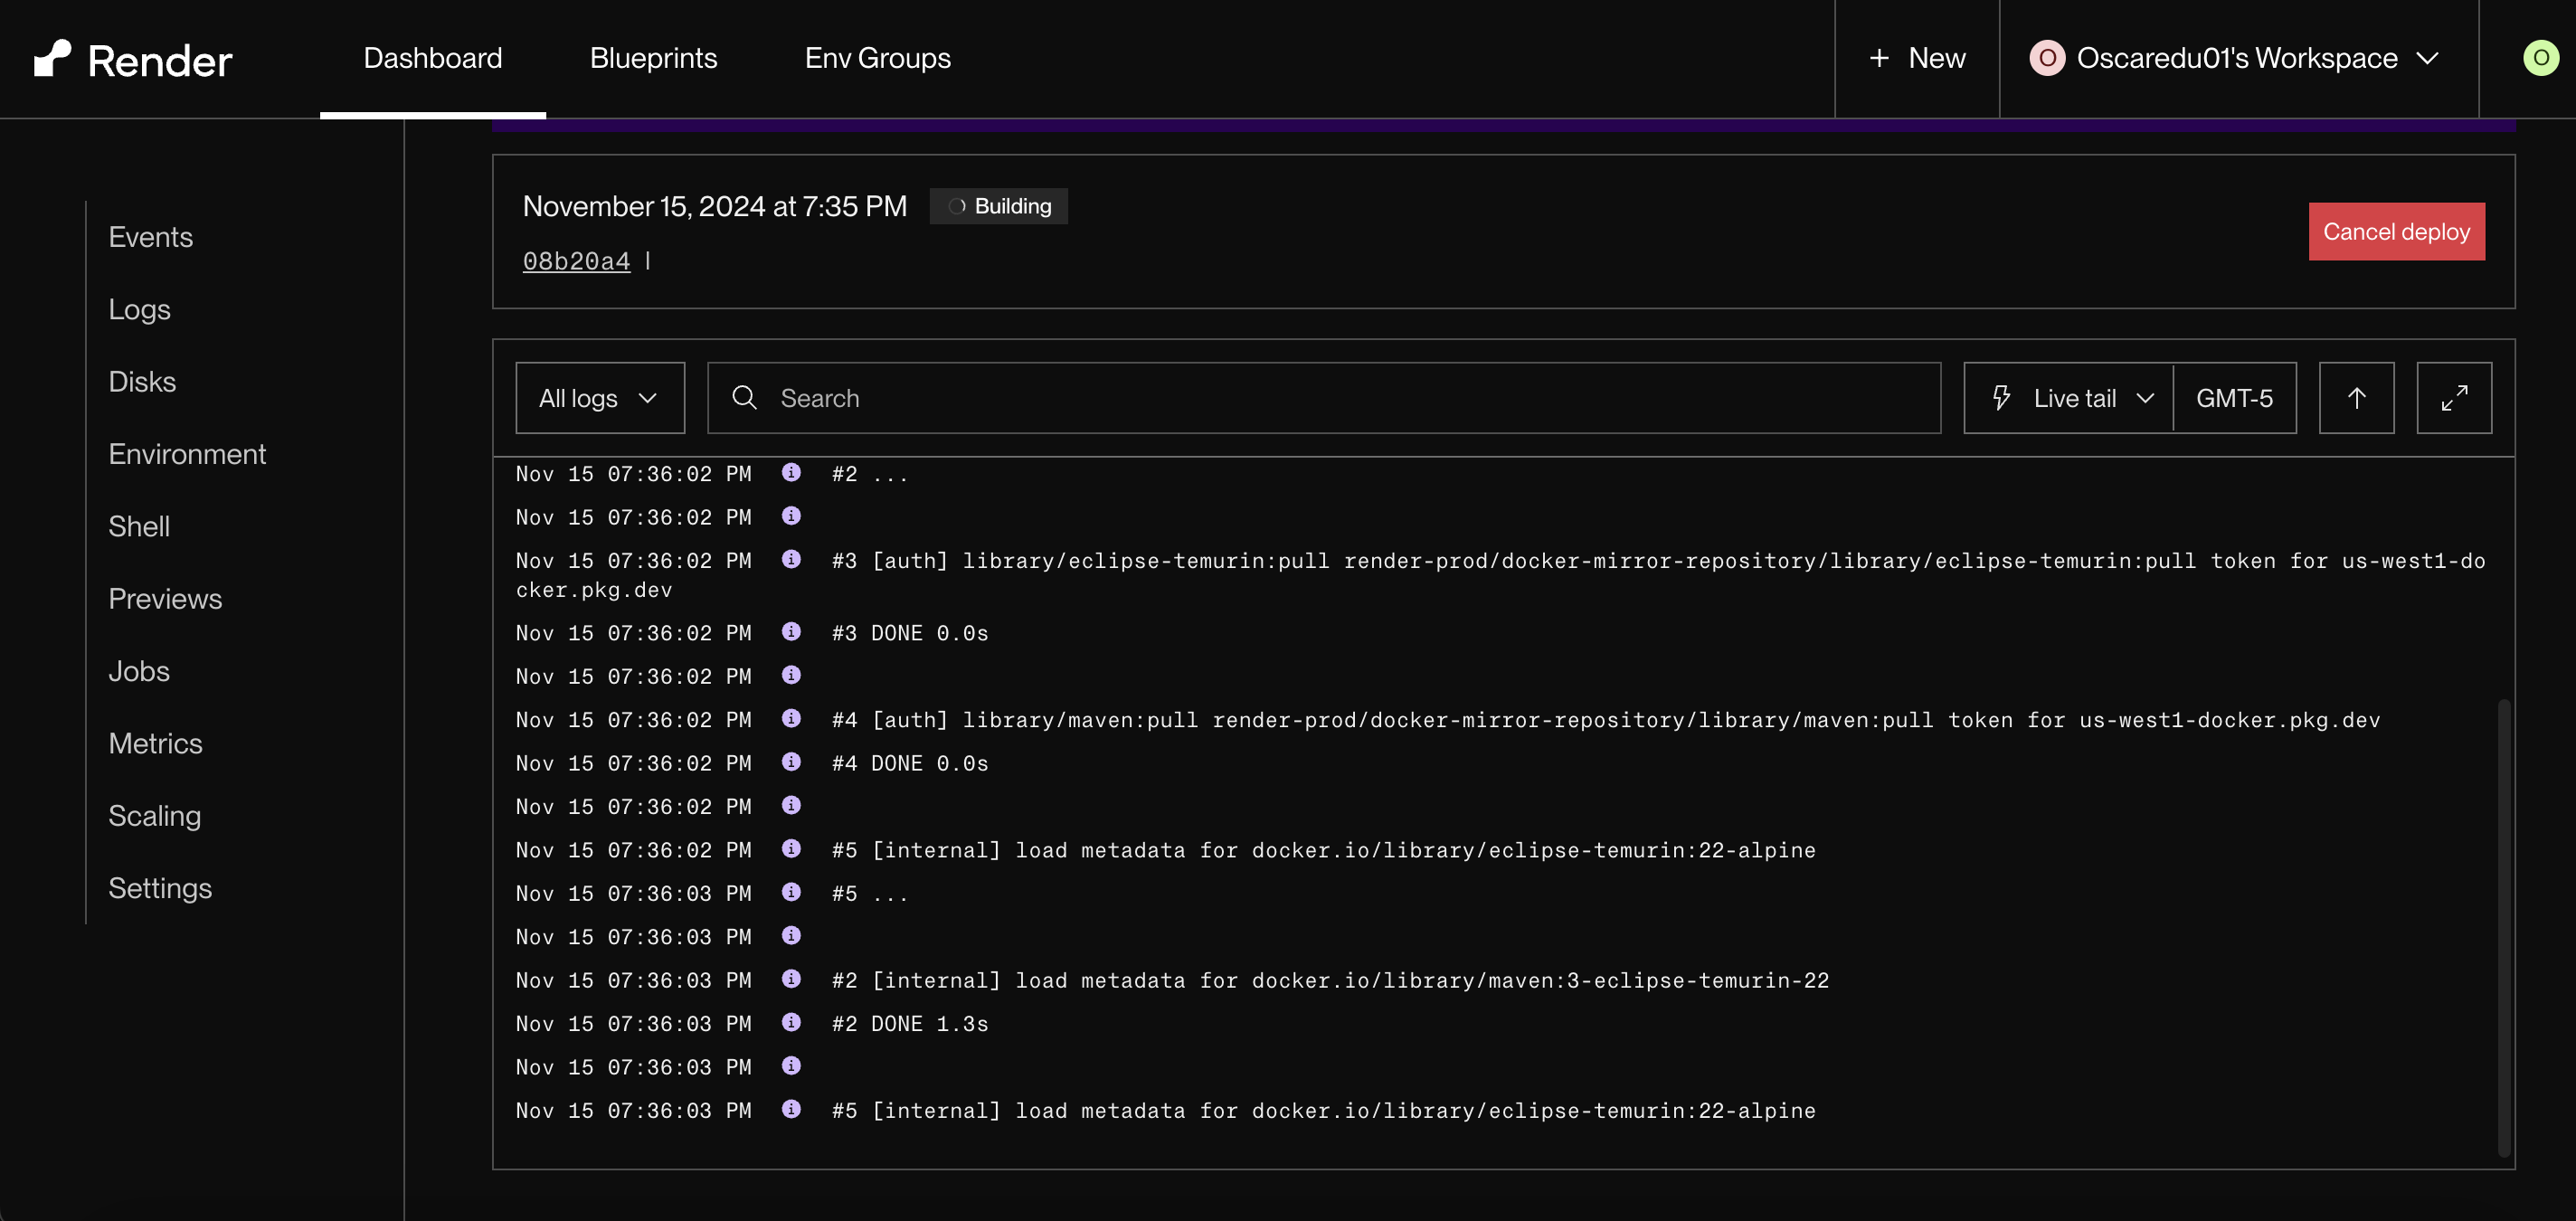 Render
Dashboard
Blueprints
Env Groups
+ New
O Oscaredu01's Workspace
O
Events
Logs
Disks
Environment
Shell
Previews
Jobs
Metrics
Scaling
Settings
November 15, 2024 at 7:35 PM Building
08b20a4 l
Cancel deploy
All logs
Search
Live tail
GMT-5
Nov 15 07:36:02 PM #2 ...
Nov 15 07:36:02 PM
Nov 15 07:36:02 PM #3 [auth] library/eclipse-temurin:pull render-prod/docker-mirror-repository/library/eclipse-temurin:pull token for us-west1-do
cker.pkg.dev
Nov 15 07:36:02 PM #3 DONE 0.0s
Nov 15 07:36:02 PM
Nov 15 07:36:02 PM #4 [auth] library/maven:pull render-prod/docker-mirror-repository/library/maven:pull token for us-west1-docker.pkg.dev
Nov 15 07:36:02 PM #4 DONE 0.0s
Nov 15 07:36:02 PM
Nov 15 07:36:02 PM #5 [internal] load metadata for docker.io/library/eclipse-temurin:22-alpine
Nov 15 07:36:03 PM #5 ...
Nov 15 07:36:03 PM
Nov 15 07:36:03 PM #2 [internal] load metadata for docker.io/library/maven:3-eclipse-temurin-22
Nov 15 07:36:03 PM #2 DONE 1.3s
Nov 15 07:36:03 PM
Nov 15 07:36:03 PM #5 [internal] load metadata for docker.io/library/eclipse-temurin:22-alpine